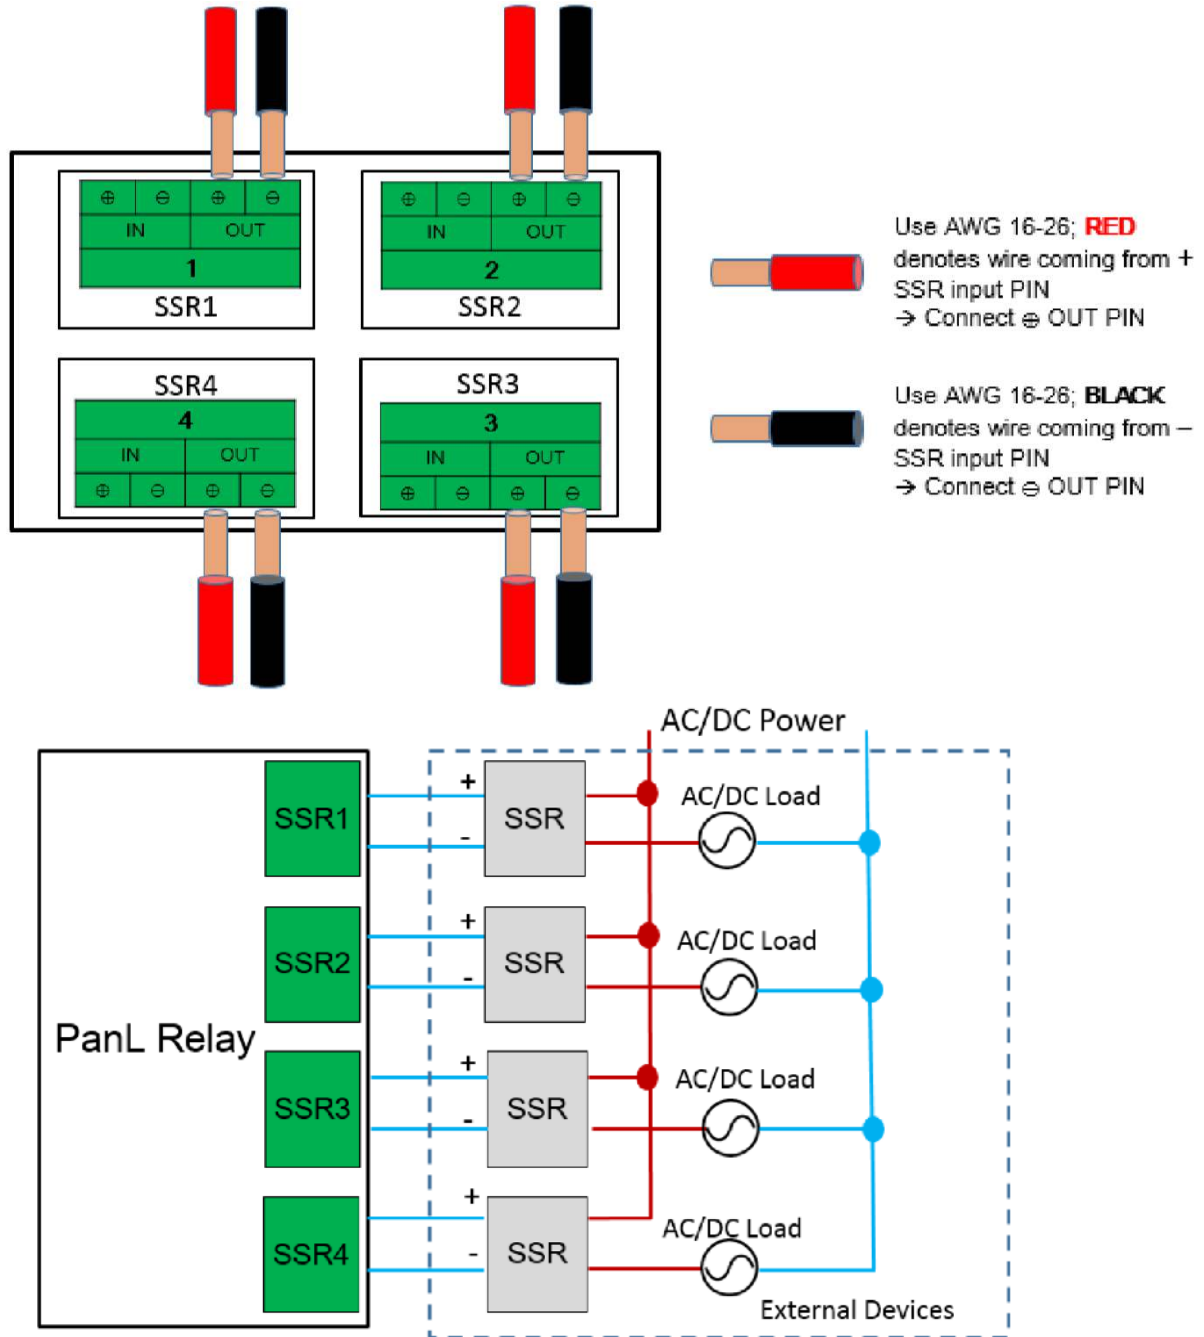 ⊕ ⊖ ⊕ ⊖
IN OUT
1
SSR1
⊕ ⊖ ⊕ ⊖
IN OUT
2
SSR2
SSR4
4
IN OUT
⊕ ⊖ ⊕ ⊖
SSR3
3
IN OUT
⊕ ⊖ ⊕ ⊖
Use AWG 16-26; RED
denotes wire coming from +
SSR input PIN
→ Connect ⊕ OUT PIN
Use AWG 16-26; BLACK
denotes wire coming from –
SSR input PIN
→ Connect ⊖ OUT PIN
AC/DC Power
PanL Relay
SSR1
+
-
SSR
AC/DC Load
SSR2
+
-
SSR
AC/DC Load
SSR3
+
-
SSR
AC/DC Load
SSR4
+
-
SSR
AC/DC Load
External Devices